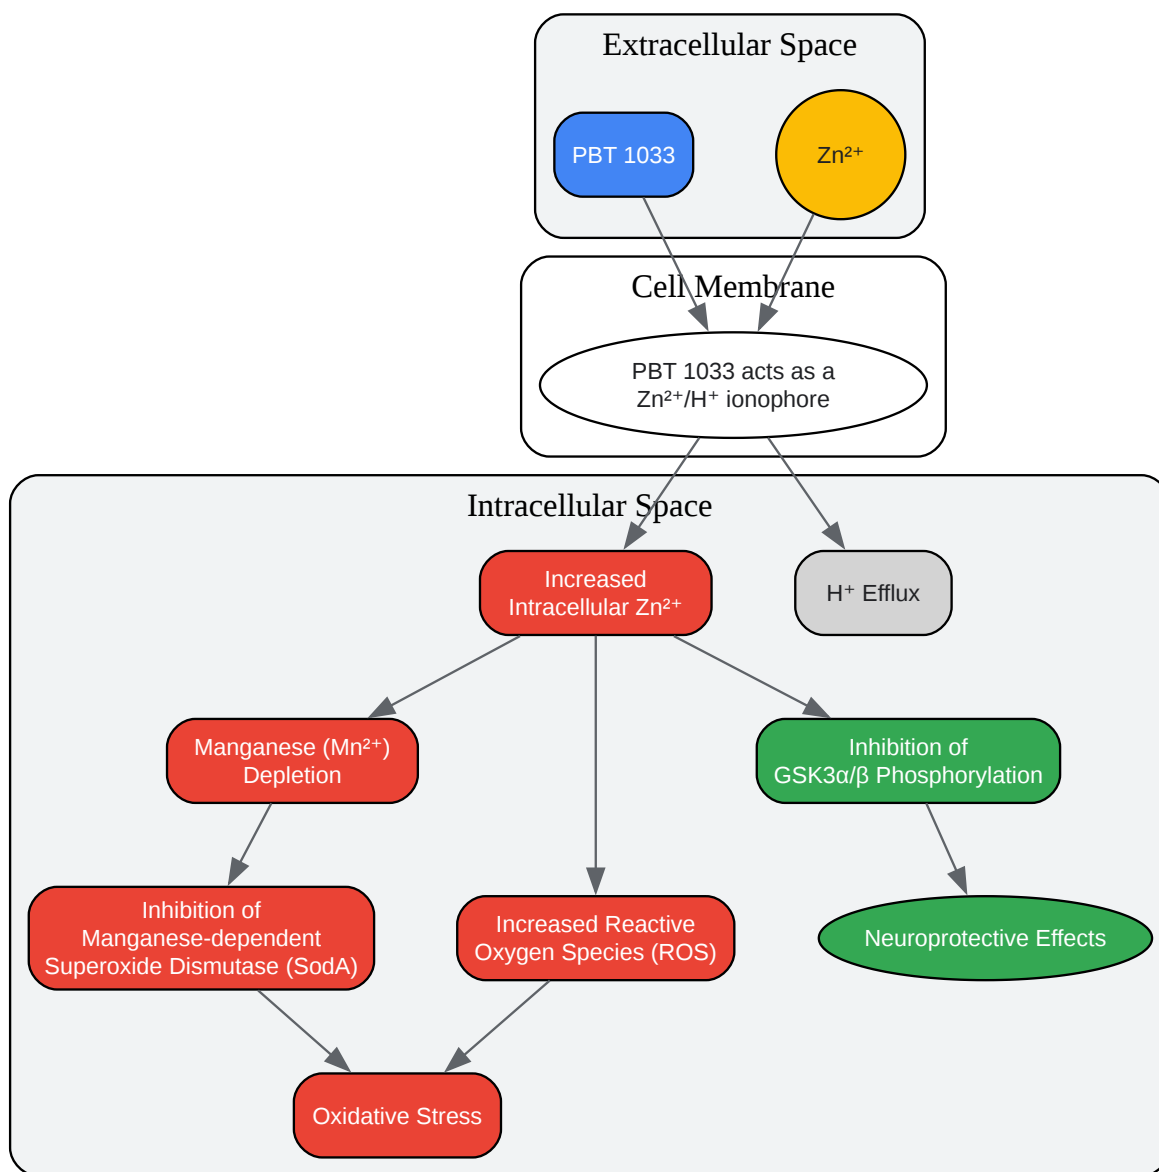 Extracellular Space
PBT 1033
Zn²⁺
Cell Membrane
PBT 1033 acts as a
Zn²⁺/H⁺ ionophore
Intracellular Space
Increased
Intracellular Zn²⁺
H⁺ Efflux
Manganese (Mn²⁺)
Depletion
Inhibition of
GSK3α/β Phosphorylation
Inhibition of
Manganese-dependent
Superoxide Dismutase (SodA)
Increased Reactive
Oxygen Species (ROS)
Neuroprotective Effects
Oxidative Stress